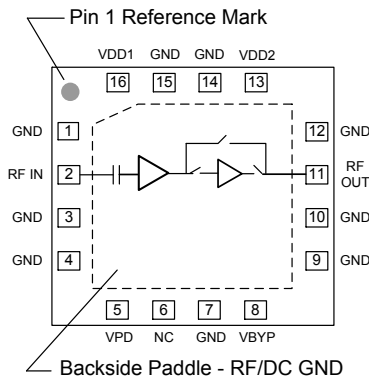 Pin 1 Reference Mark
VDD1 GND GND VDD2
16 15 14 13
GND 1 12 GND
RF IN 2 11 RF OUT
GND 3 10 GND
GND 4 9 GND
5 6 7 8
VPD NC GND VBYP
Backside Paddle - RF/DC GND